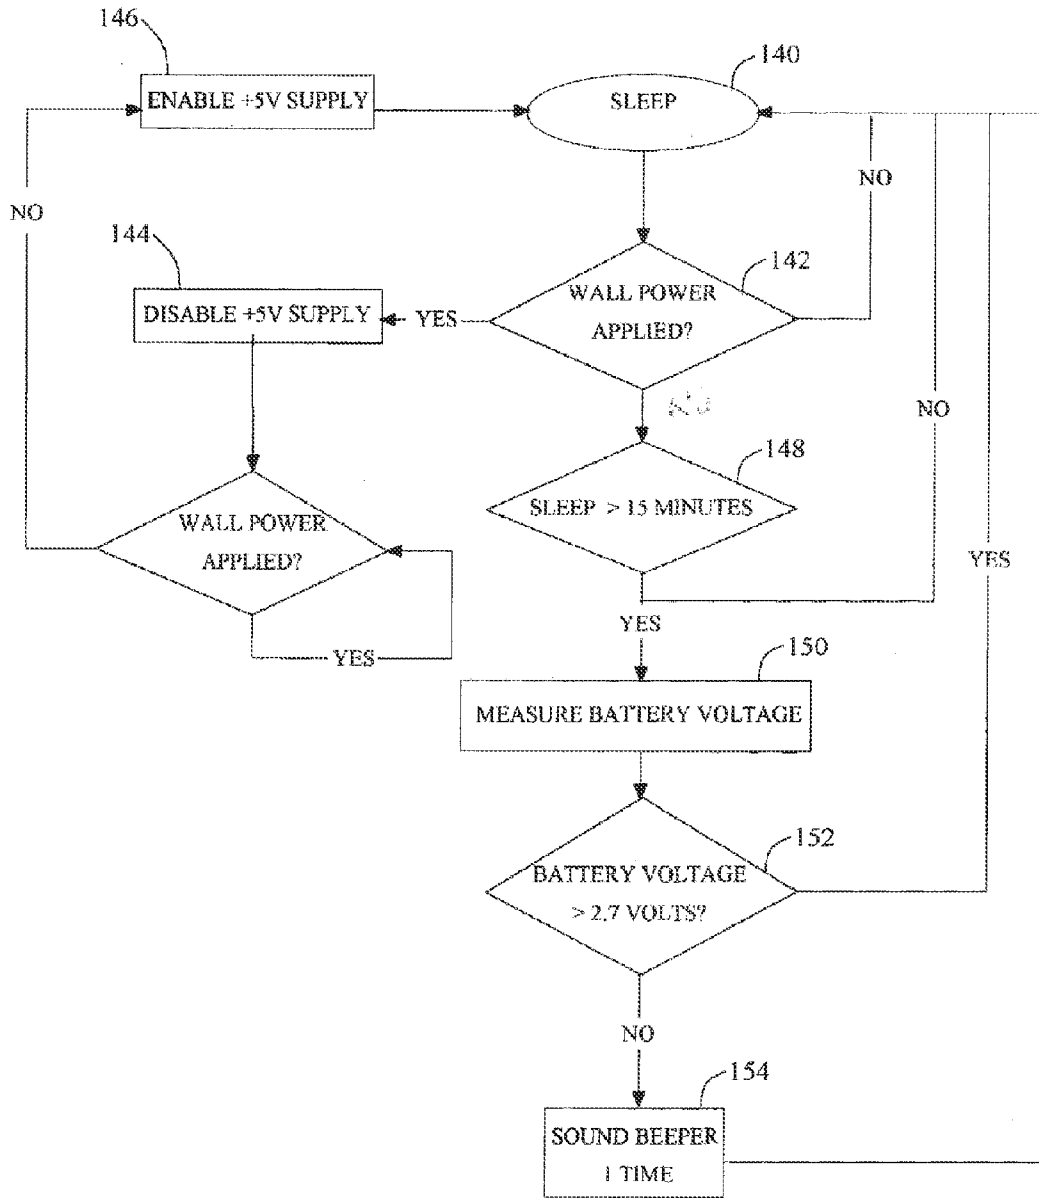 146
ENABLE +5V SUPPLY
140
SLEEP
NO
NO
144
DISABLE +5V SUPPLY
YES
142
WALL POWER
APPLIED?
NO
NO
148
SLEEP > 15 MINUTES
WALL POWER
APPLIED?
YES
YES
YES
150
MEASURE BATTERY VOLTAGE
152
BATTERY VOLTAGE
> 2.7 VOLTS?
NO
154
SOUND BEEPER
1 TIME